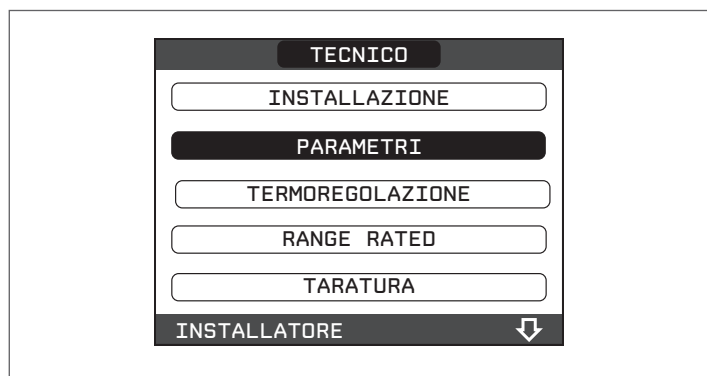 TECNICO
INSTALLAZIONE
PARAMETRI
TERMOREGOLAZIONE
RANGE RATED
TARATURA
INSTALLATORE